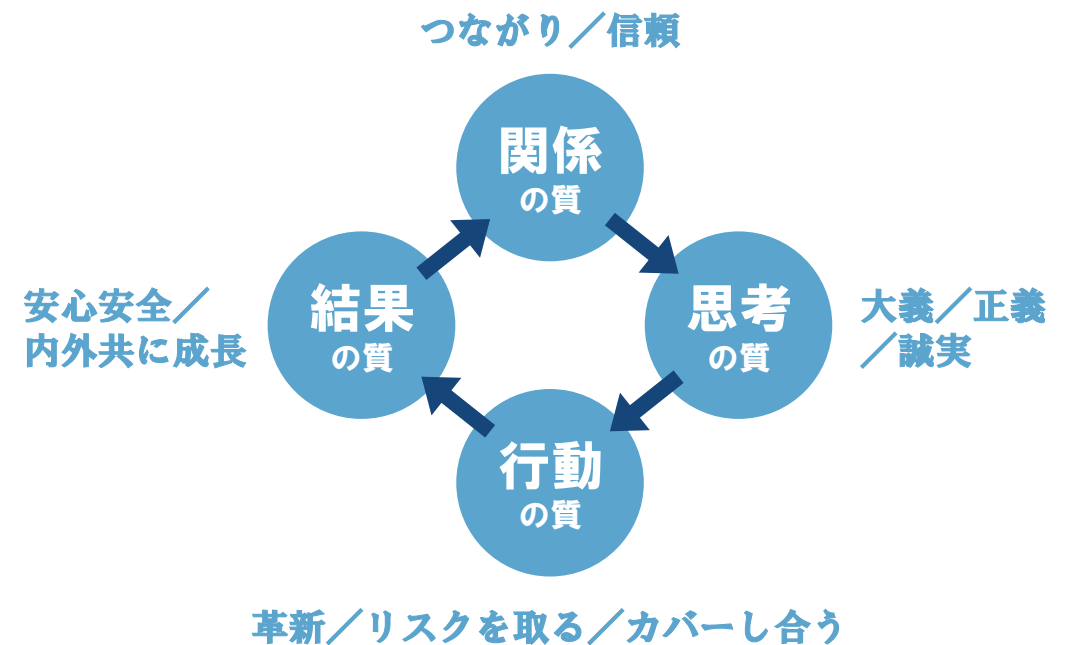 つながり／信頼
関係
の質
結果
の質
思考
の質
安心安全／
内外共に成長
大義／正義
／誠実
行動
の質
革新／リスクを取る／カバーし合う